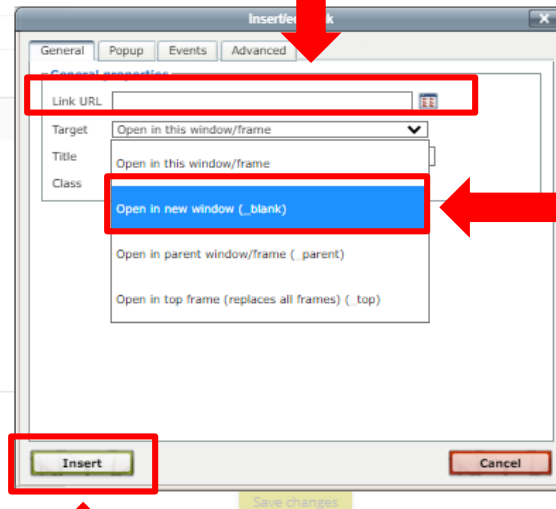 Insert/e k
General Popup Events Advanced
General properties
Link URL
Target Open in this window/frame
Title Open in this window/frame
Class
Open in new window (_blank)
Open in parent window/frame (_parent)
Open in top frame (replaces all frames) (_top)
Insert Cancel
Save changes